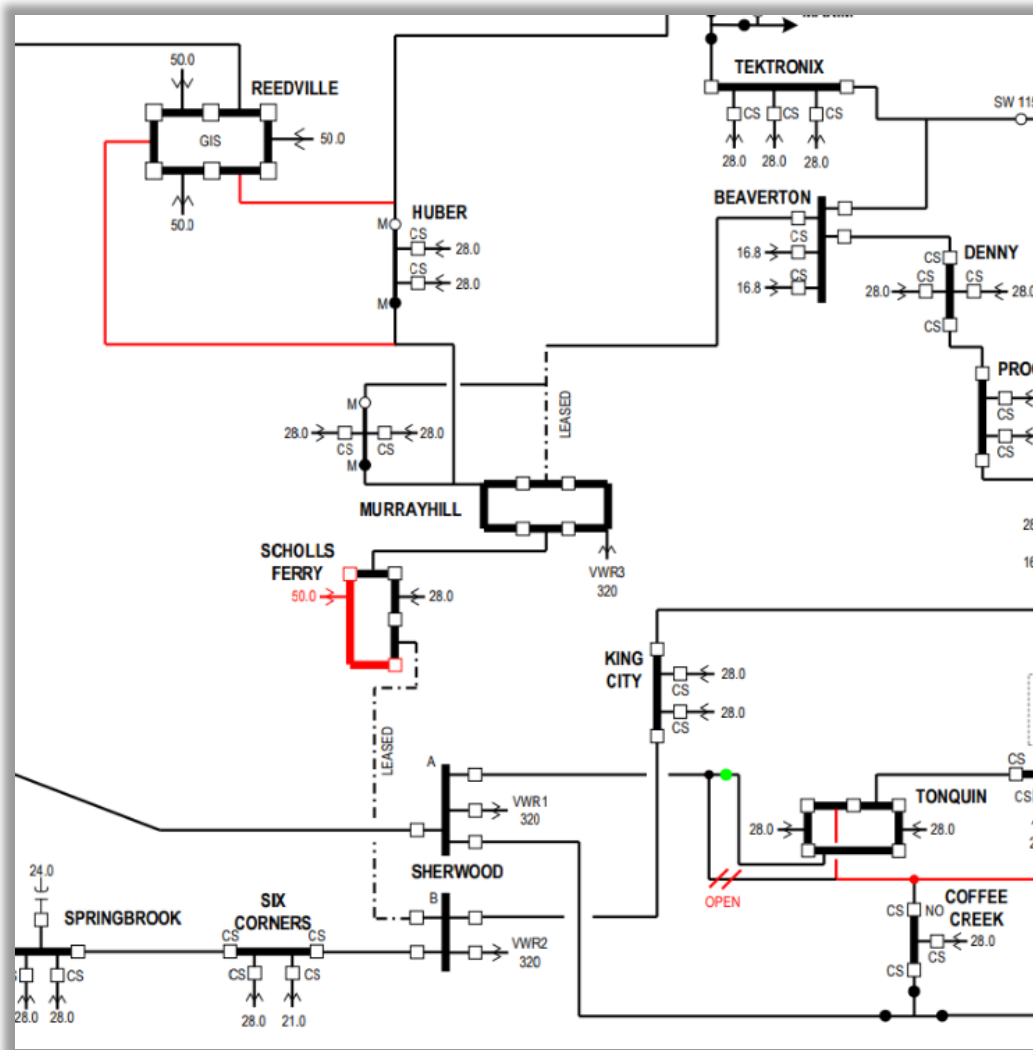 50.0
REEDVILLE
GIS
50.0
50.0
TEKTRONIX
CS
CS
CS
28.0
28.0
28.0
SW 115
BEAVERTON
CS
16.8
CS
16.8
CS
DENNY
CS
CS
28.0
28.0
CS
M
HUBER
CS
28.0
CS
28.0
M
CS
CS
M
28.0
28.0
CS
CS
M
LEASED
MURRAYHILL
SCHOLLS
FERRY
50.0
28.0
VWR3
320
KING
CITY
28.0
CS
28.0
CS
LEASED
A
VWR1
320
SHERWOOD
B
VWR2
320
CS
TONQUIN
28.0
28.0
OPEN
CS
NO
COFFEE
CREEK
28.0
CS
CS
24.0
SPRINGBROOK
SIX
CORNERS
CS
CS
CS
CS
CS
28.0
28.0
28.0
21.0